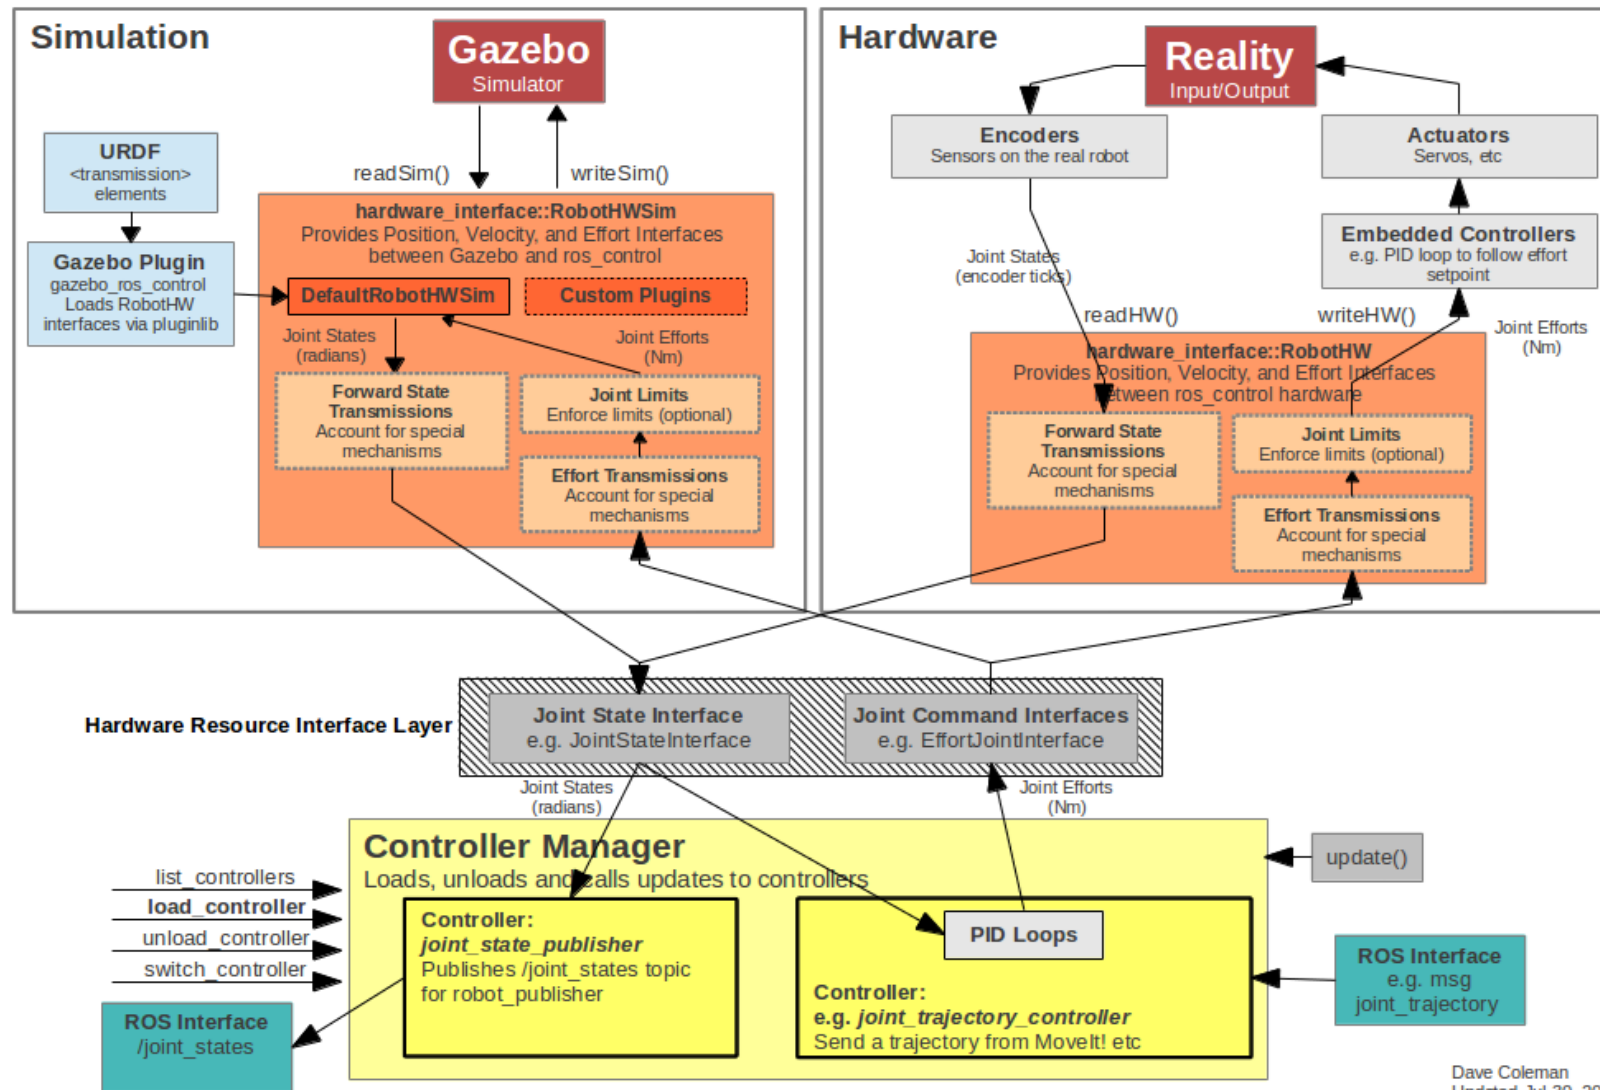 Simulation
Gazebo
Simulator
URDF
<transmission>
elements
Gazebo Plugin
gazebo_ros_control
Loads RobotHW
interfaces via pluginlib
readSim()
writeSim()
hardware_interface::RobotHWSim
Provides Position, Velocity, and Effort Interfaces
between Gazebo and ros_control
DefaultRobotHWSim
Custom Plugins
Joint States
(radians)
Joint Efforts
(Nm)
Forward State
Transmissions
Account for special
mechanisms
Joint Limits
Enforce limits (optional)
Effort Transmissions
Account for special
mechanisms
Hardware
Reality
Input/Output
Encoders
Sensors on the real robot
Actuators
Servos, etc
Embedded Controllers
e.g. PID loop to follow effort
setpoint
Joint States
(encoder ticks)
readHW()
writeHW()
Joint Efforts
(Nm)
hardware_interface::RobotHW
Provides Position, Velocity, and Effort Interfaces
between ros_control hardware
Forward State
Transmissions
Account for special
mechanisms
Joint Limits
Enforce limits (optional)
Effort Transmissions
Account for special
mechanisms
Hardware Resource Interface Layer
Joint State Interface
e.g. JointStateInterface
Joint Command Interfaces
e.g. EffortJointInterface
Joint States
(radians)
Joint Efforts
(Nm)
Controller Manager
Loads, unloads and calls updates to controllers
update()
list_controllers
load_controller
unload_controller
switch_controller
Controller:
joint_state_publisher
Publishes /joint_states topic
for robot_publisher
PID Loops
Controller:
e.g. joint_trajectory_controller
Send a trajectory from MoveIt! etc
ROS Interface
/joint_states
ROS Interface
e.g. msg
joint_trajectory
Dave Coleman
Updated Jul 30, 20